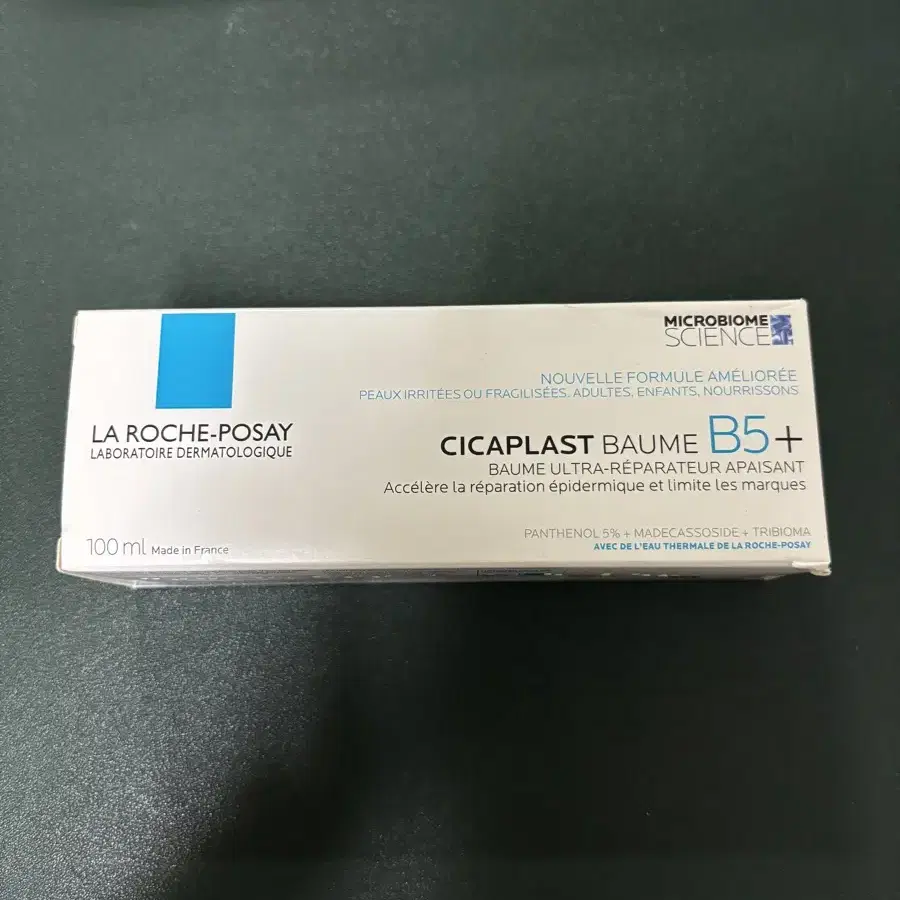 MICROBIOME
SCIENCE
NOUVELLE FORMULE AMÉLIORÉE
PEAUX IRRITÉES OU FRAGILISÉES. ADULTES, ENFANTS, NOURRISSONS
LA ROCHE-POSAY
LABORATOIRE DERMATOLOGIQUE
CICAPLAST BAUME B5+
BAUME ULTRA-RÉPARATEUR APAISANT
Accélère la réparation épidermique et limite les marques
100 ml Made in France
PANTHENOL 5% + MADECASSOSIDE + TRIBIOMA
AVEC DE L'EAU THERMALE DE LA ROCHE-POSAY